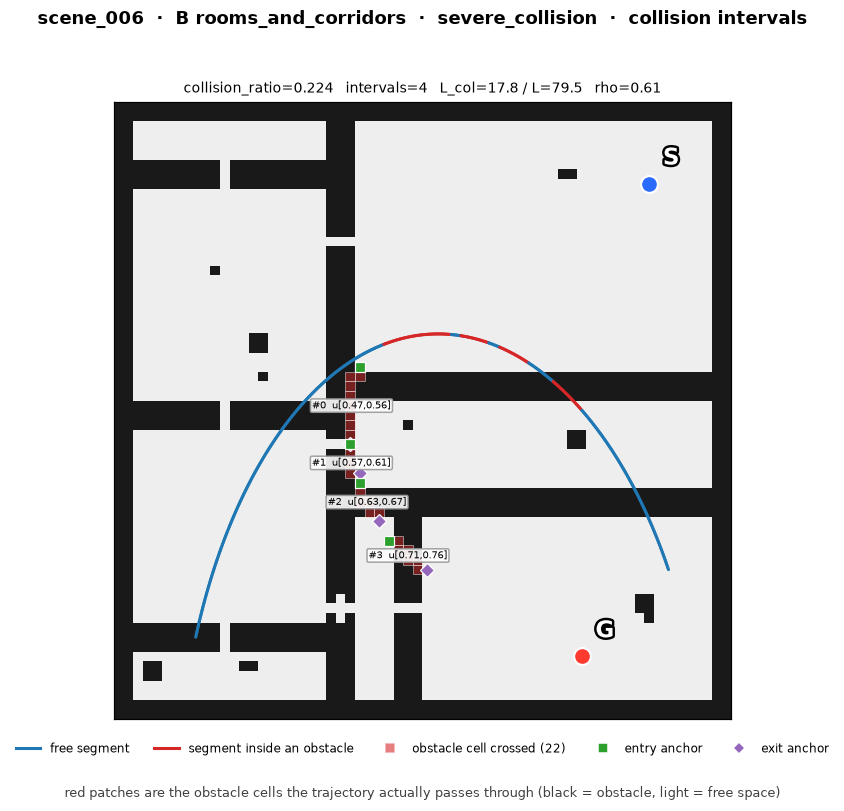 scene_006  ·  B rooms_and_corridors  ·  severe_collision  ·  collision intervals
collision_ratio=0.224   intervals=4   L_col=17.8 / L=79.5   rho=0.61
S
#0  u[0.47,0.56]
#1  u[0.57,0.61]
#2  u[0.63,0.67]
#3  u[0.71,0.76]
G
free segment
segment inside an obstacle
obstacle cell crossed (22)
entry anchor
exit anchor
red patches are the obstacle cells the trajectory actually passes through (black = obstacle, light = free space)